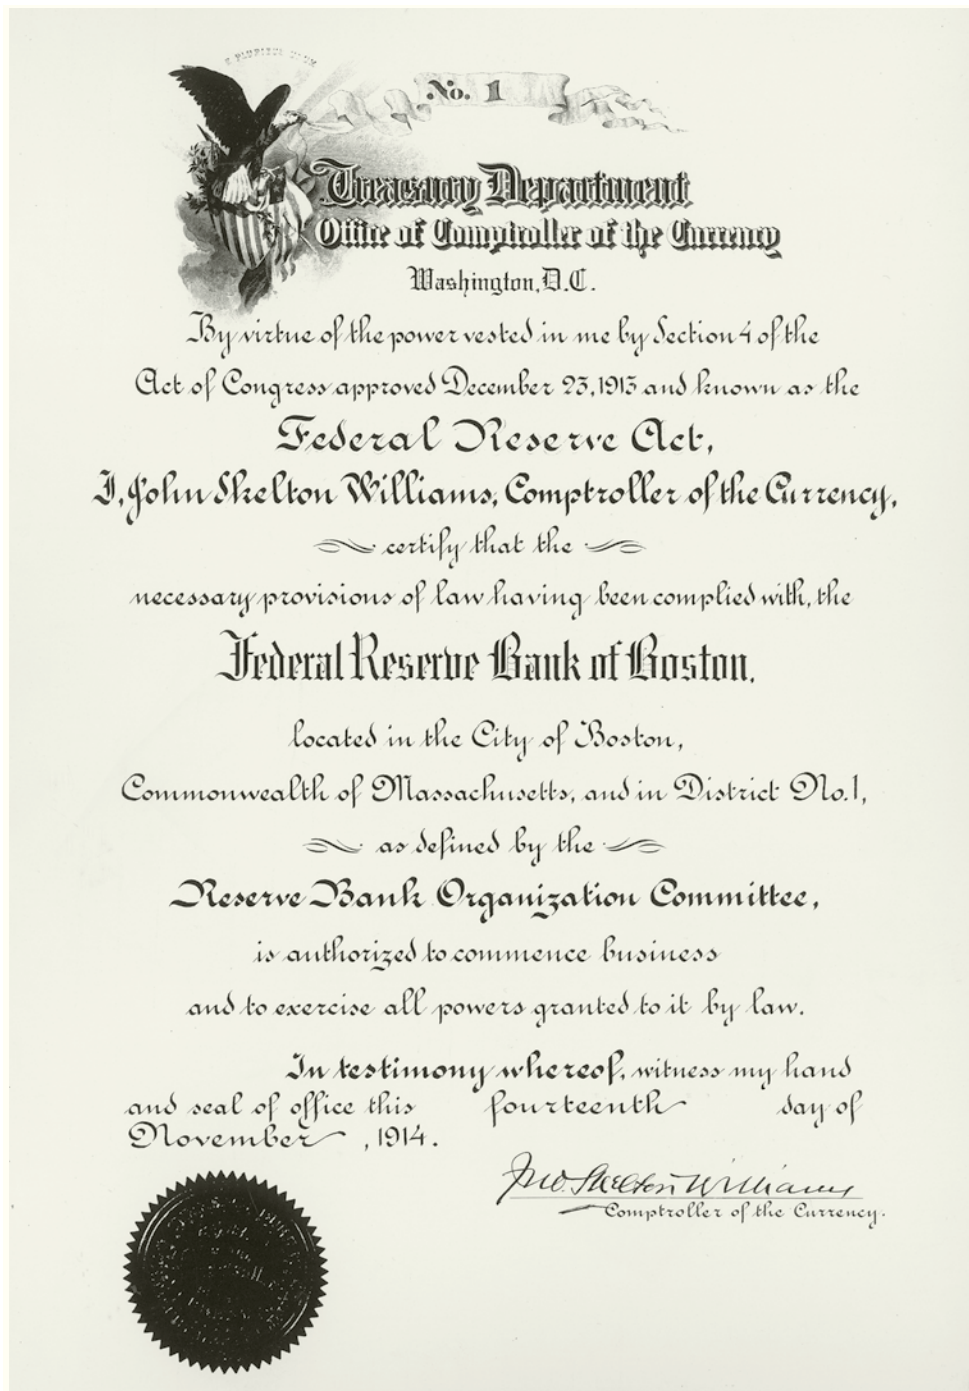 E PLURIBUS UNUM
No. 1
Treasury Department
Office of Comptroller of the Currency
Washington, D.C.
By virtue of the power vested in me by Section 4 of the
Act of Congress approved December 23, 1913 and known as the
Federal Reserve Act,
I, John Skelton Williams, Comptroller of the Currency,
certify that the
necessary provisions of law having been complied with, the
Federal Reserve Bank of Boston,
located in the City of Boston,
Commonwealth of Massachusetts, and in District No. 1,
as defined by the
Reserve Bank Organization Committee,
is authorized to commence business
and to exercise all powers granted to it by law.
In testimony whereof, witness my hand
and seal of office this fourteenth day of
November, 1914.
Jno. Skelton Williams
Comptroller of the Currency.